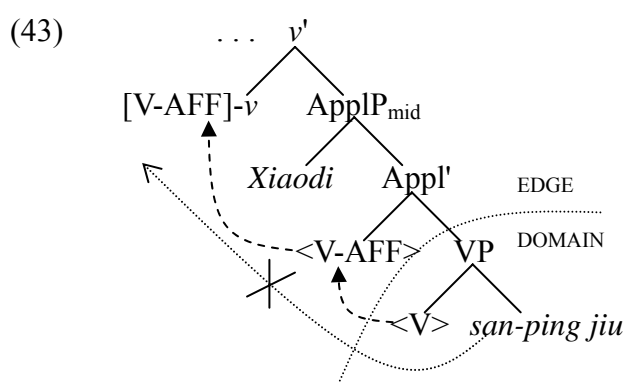 (43)
. . . v'
[V-AFF]-v ApplPmid
Xiaodi Appl'
EDGE
DOMAIN
<V-AFF> VP
<V> san-ping jiu